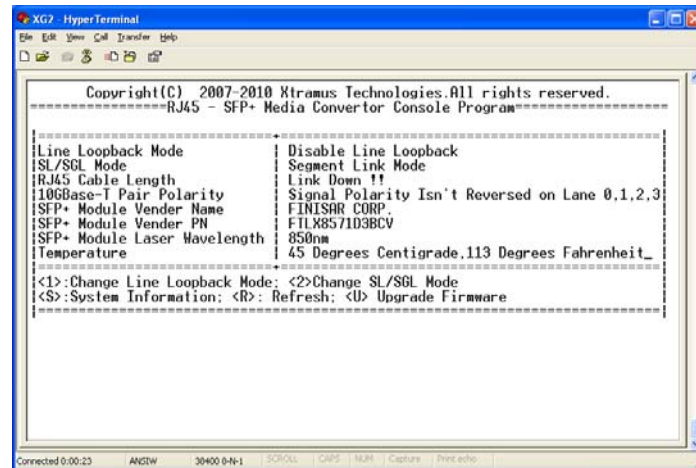 XG2 - HyperTerminal
File Edit View Call Transfer Help
Copyright(C) 2007-2010 Xtramus Technologies.All rights reserved.
=================RJ45 - SFP+ Media Convertor Console Program===================
Line Loopback Mode | Disable Line Loopback
SL/SGL Mode | Segment Link Mode
RJ45 Cable Length | Link Down !!
10GBase-T Pair Polarity | Signal Polarity Isn't Reversed on Lane 0,1,2,3
SFP+ Module Vender Name | FINISAR CORP.
SFP+ Module Vender PN | FTLX8571D3BCV
SFP+ Module Laser Wavelength | 850nm
Temperature | 45 Degrees Centigrade,113 Degrees Fahrenheit_
<1>:Change Line Loopback Mode; <2>Change SL/SGL Mode
<S>:System Information; <R>: Refresh; <U> Upgrade Firmware
Connected 0:00:23 ANSIW 38400 8-N-1 SCROLL CAPS NUM Capture Print echo